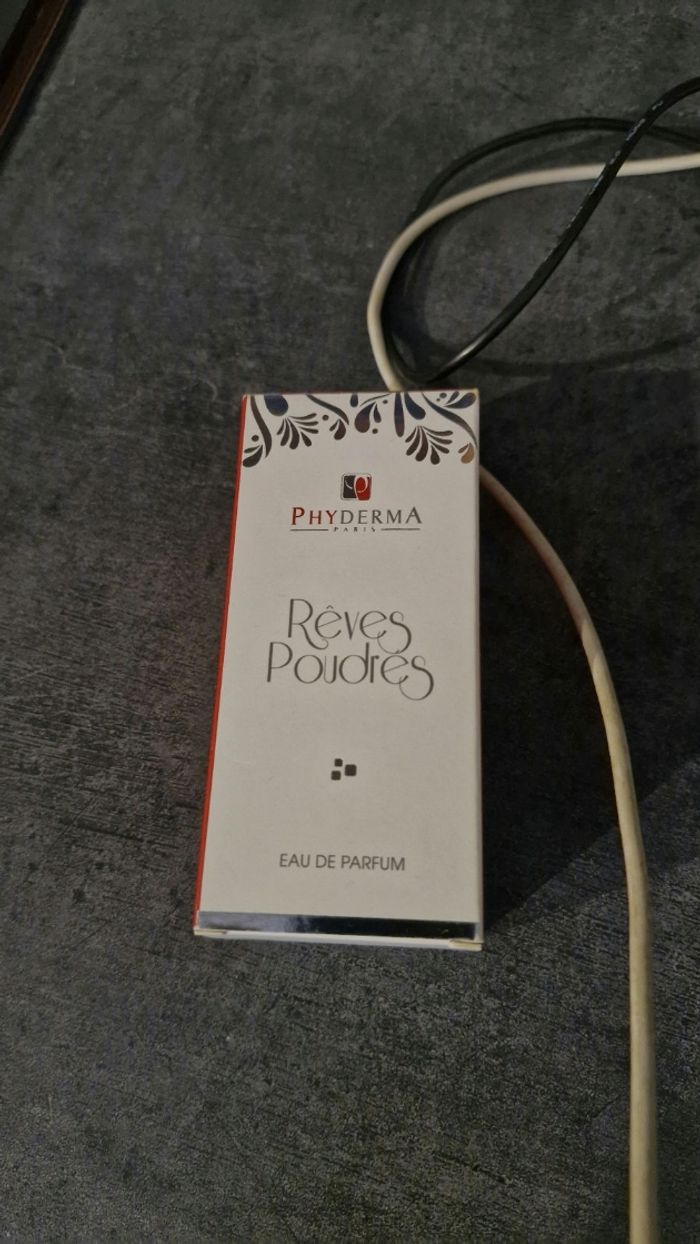 PHYDERMA
PARIS
Rêves
Poudrés
EAU DE PARFUM